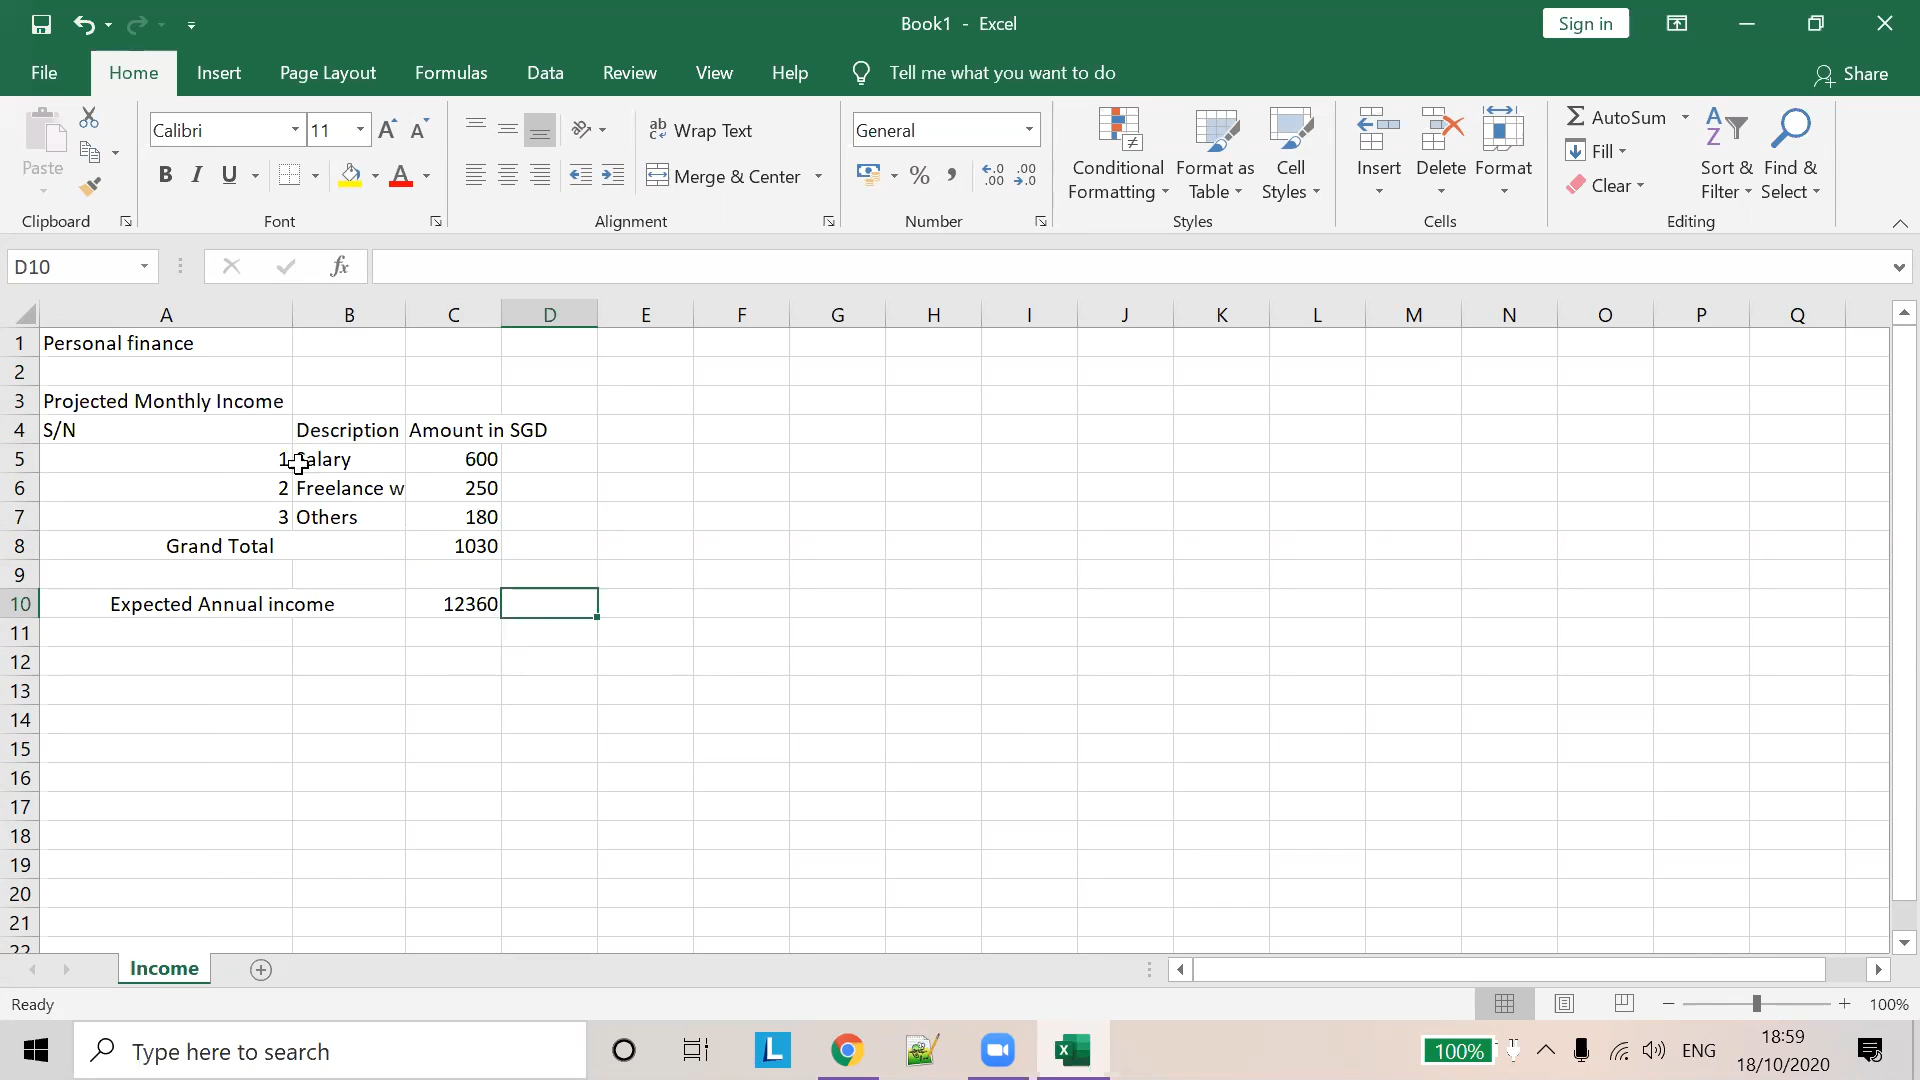 Book1 - Excel
Sign in
File Home Insert Page Layout Formulas Data Review View Help Tell me what you want to do Share
Paste
Calibri 11
B I U A
ab Wrap Text
Merge & Center
General
% , .00 .00
Conditional Formatting
Format as Table
Cell Styles
Insert Delete Format
AutoSum
Fill
Clear
Sort & Filter
Find & Select
Clipboard Font Alignment Number Styles Cells Editing
D10 fx
A B C D E F G H I J K L M N O P Q
1 Personal finance
2
3 Projected Monthly Income
4 S/N Description Amount in SGD
5 1 Salary 600
6 2 Freelance w 250
7 3 Others 180
8 Grand Total 1030
9
10 Expected Annual income 12360
11
12
13
14
15
16
17
18
19
20
21
22
Income
Ready 100%
Type here to search
100% ENG 18:59
18/10/2020